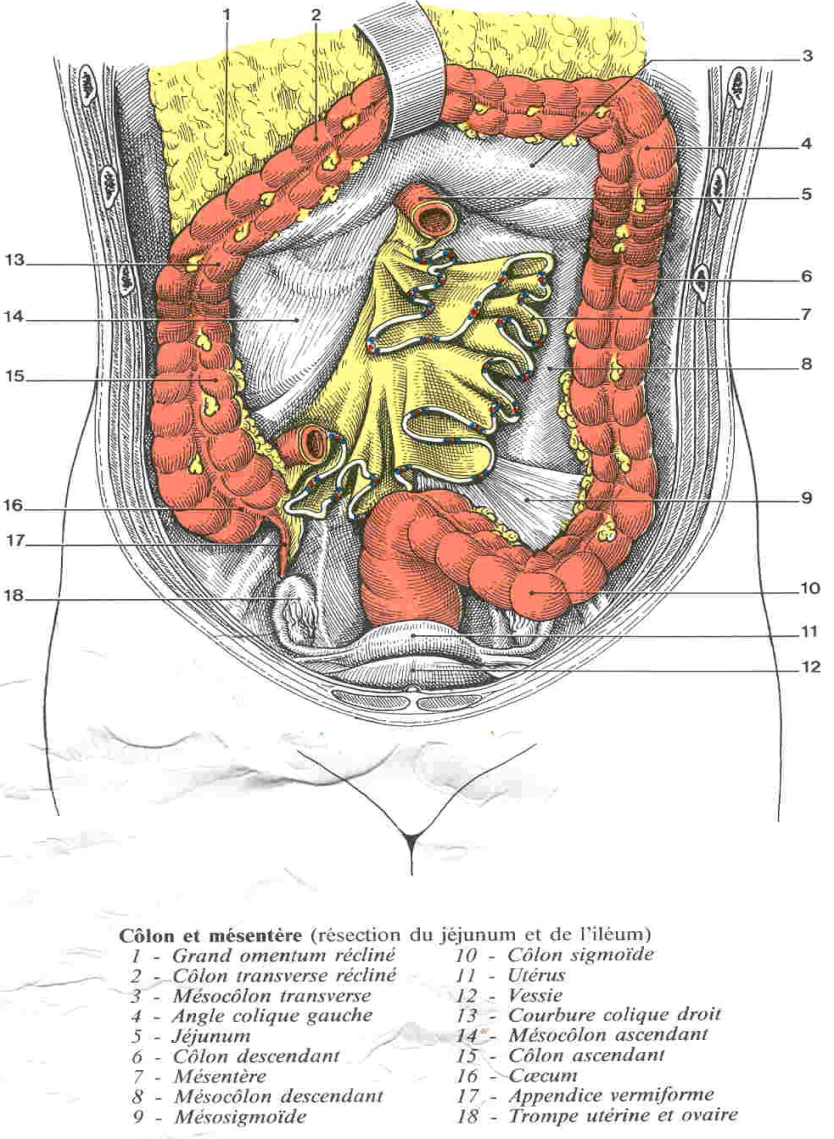 1 2
3
4
5
13
6
14
7
8
15
9
16
17
18
10
11
12
Côlon et mésentère (résection du jéjunum et de l'iléum)
1 - Grand omentum récliné
2 - Côlon transverse récliné
3 - Mésocôlon transverse
4 - Angle colique gauche
5 - Jéjunum
6 - Côlon descendant
7 - Mésentère
8 - Mésocôlon descendant
9 - Mésosigmoïde
10 - Côlon sigmoïde
11 - Utérus
12 - Vessie
13 - Courbure colique droit
14 - Mésocôlon ascendant
15 - Côlon ascendant
16 - Cæcum
17 - Appendice vermiforme
18 - Trompe utérine et ovaire